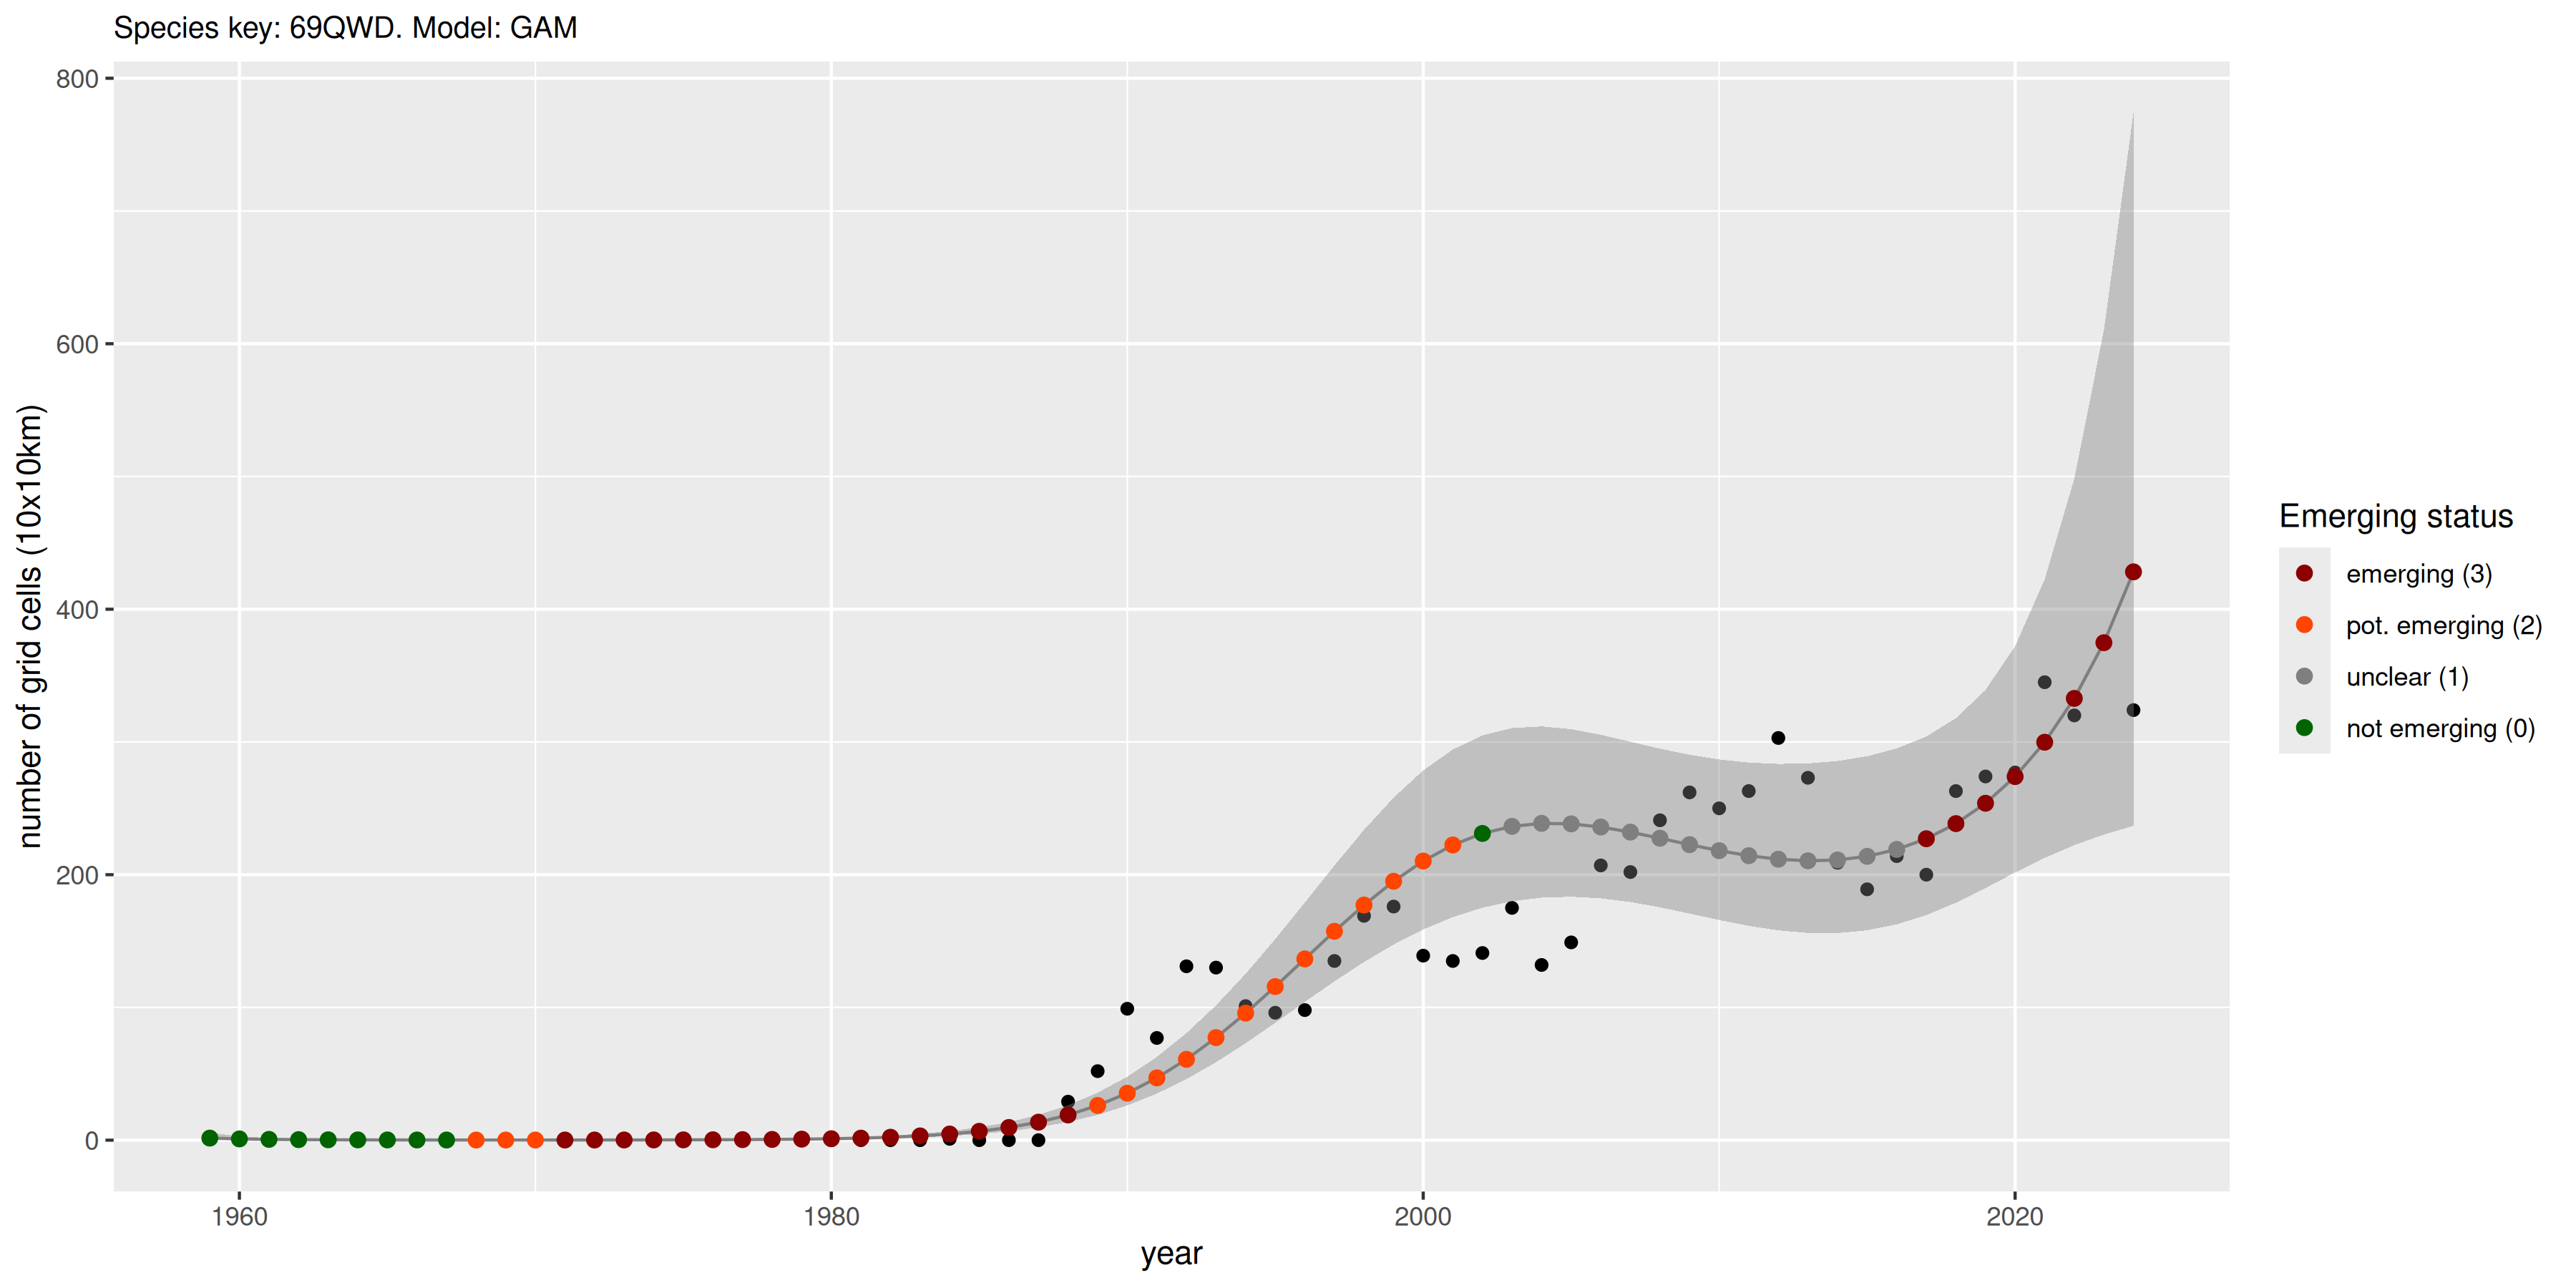 Species key: 69QWD. Model: GAM
800
600
400
200
0
number of grid cells (10x10km)
1960
1980
2000
2020
year
Emerging status
emerging (3)
pot. emerging (2)
unclear (1)
not emerging (0)